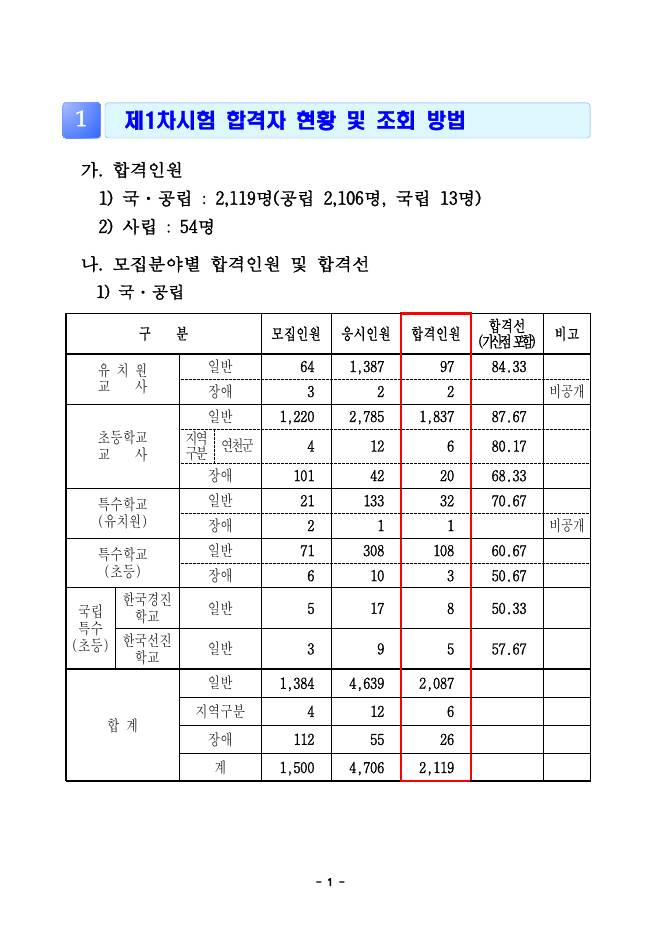 1 제1차시험 합격자 현황 및 조회 방법
가. 합격인원
1) 국·공립 : 2,119명(공립 2,106명, 국립 13명)
2) 사립 : 54명
나. 모집분야별 합격인원 및 합격선
1) 국·공립
구 분 모집인원 응시인원 합격인원 합격선 (가산점 포함) 비고
유 치 원 교 사 일반 64 1,387 97 84.33
장애 3 2 2 비공개
초등학교 교 사 일반 1,220 2,785 1,837 87.67
지역구분 연천군 4 12 6 80.17
장애 101 42 20 68.33
특수학교 (유치원) 일반 21 133 32 70.67
장애 2 1 1 비공개
특수학교 (초등) 일반 71 308 108 60.67
장애 6 10 3 50.67
국립 특수 (초등) 한국경진학교 일반 5 17 8 50.33
한국선진학교 일반 3 9 5 57.67
합 계 일반 1,384 4,639 2,087
지역구분 4 12 6
장애 112 55 26
계 1,500 4,706 2,119
- 1 -